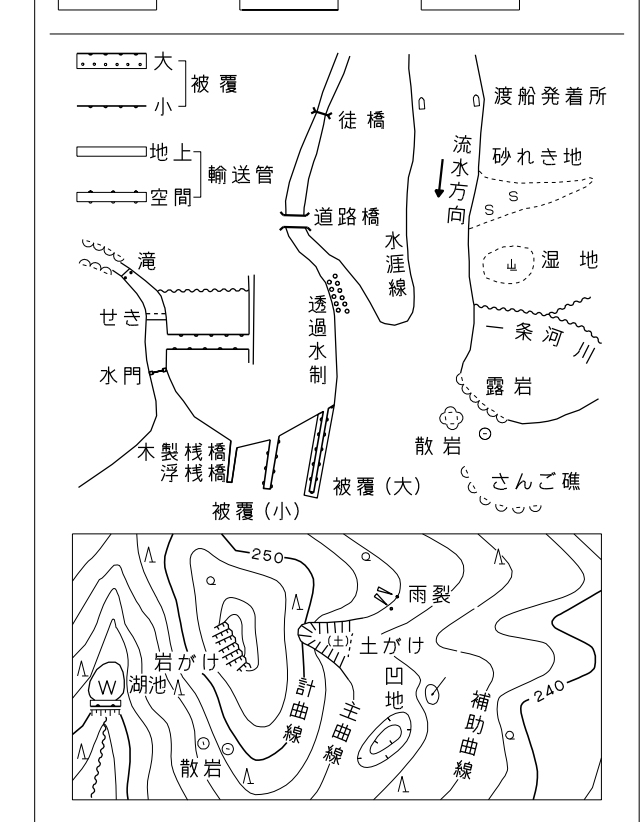 大
被覆
小
地上
輸送管
空間
徒橋
渡船発着所
流水方向
砂れき地
S
S
道路橋
水涯線
湿地
滝
せき
透過水制
一条河川
水門
露岩
散岩
木製桟橋
浮桟橋
さんご礁
被覆(大)
被覆(小)
250
雨裂
(土)
土がけ
岩がけ
凹地
W
湖池
計曲線
主曲線
補助曲線
240
散岩